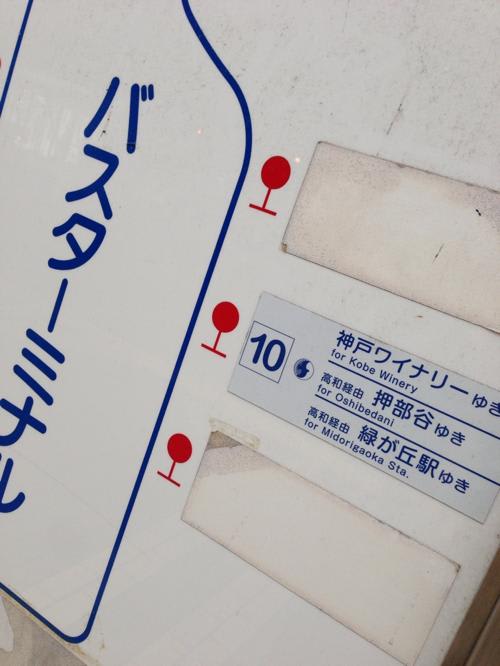 バスターミナル
10
神戸ワイナリーゆき
for Kobe Winery
高和経由 押部谷ゆき
for Oshibedani
高和経由 緑が丘駅ゆき
for Midorigaoka Sta.